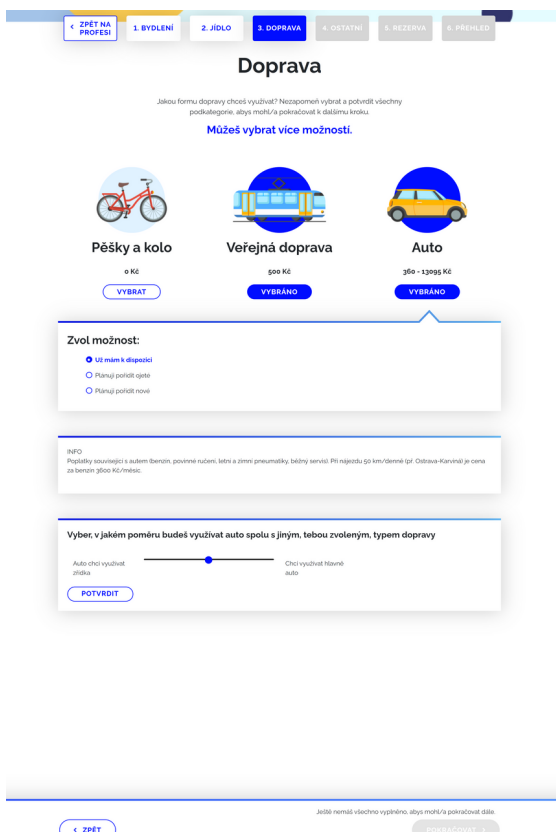 ‹ ZPĚT NA PROFESI
1. BYDLENÍ
2. JÍDLO
3. DOPRAVA
4. OSTATNÍ
5. REZERVA
6. PŘEHLED
Doprava
Jakou formu dopravy chceš využívat? Nezapomeň vybrat a potvrdit všechny
podkategorie, abys mohl/a pokračovat k dalšímu kroku.
Můžeš vybrat více možností.
Pěšky a kolo
0 Kč
VYBRAT
Veřejná doprava
500 Kč
VYBRÁNO
Auto
360 - 13095 Kč
VYBRÁNO
Zvol možnost:
Už mám k dispozici
Plánuji pořídit ojeté
Plánuji pořídit nové
INFO
Poplatky související s autem (benzín, povinné ručení, letní a zimní pneumatiky, běžný servis). Při nájezdu 50 km/denně (př. Ostrava-Karviná) je cena
za benzín 3600 Kč/měsíc.
Vyber, v jakém poměru budeš využívat auto spolu s jiným, tebou zvoleným, typem dopravy
Auto chci využívat
zřídka
Chci využívat hlavně
auto
POTVRDIT
Ještě nemáš všechno vyplněno, abys mohl/a pokračovat dále.
‹ ZPĚT
POKRAČOVAT ›